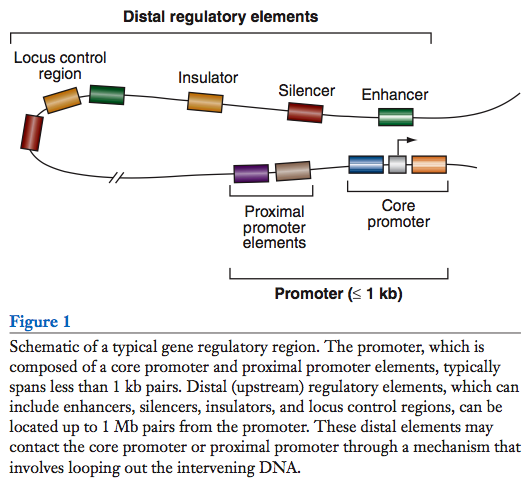 Distal regulatory elements
Locus control
region
Insulator
Silencer
Enhancer
Proximal
promoter
elements
Core
promoter
Promoter (≤ 1 kb)
Figure 1
Schematic of a typical gene regulatory region. The promoter, which is
composed of a core promoter and proximal promoter elements, typically
spans less than 1 kb pairs. Distal (upstream) regulatory elements, which can
include enhancers, silencers, insulators, and locus control regions, can be
located up to 1 Mb pairs from the promoter. These distal elements may
contact the core promoter or proximal promoter through a mechanism that
involves looping out the intervening DNA.